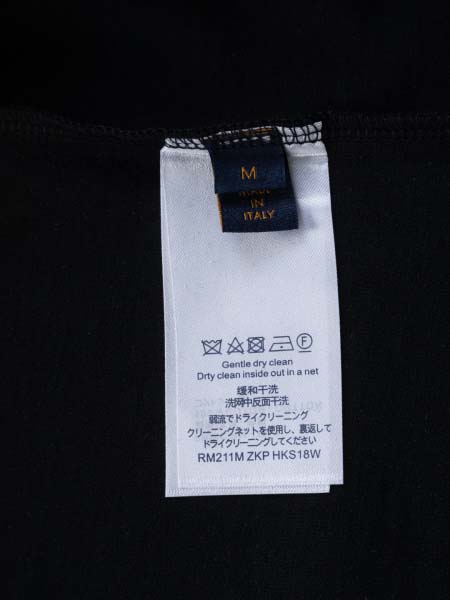 M
MADE
IN
ITALY
F
Gentle dry clean
Drty clean inside out in a net
缓和干洗
洗网中反面干洗
弱流でドライクリーニング
クリーニングネットを使用し、裏返して
ドライクリーニングしてください
RM211M ZKP HKS18W